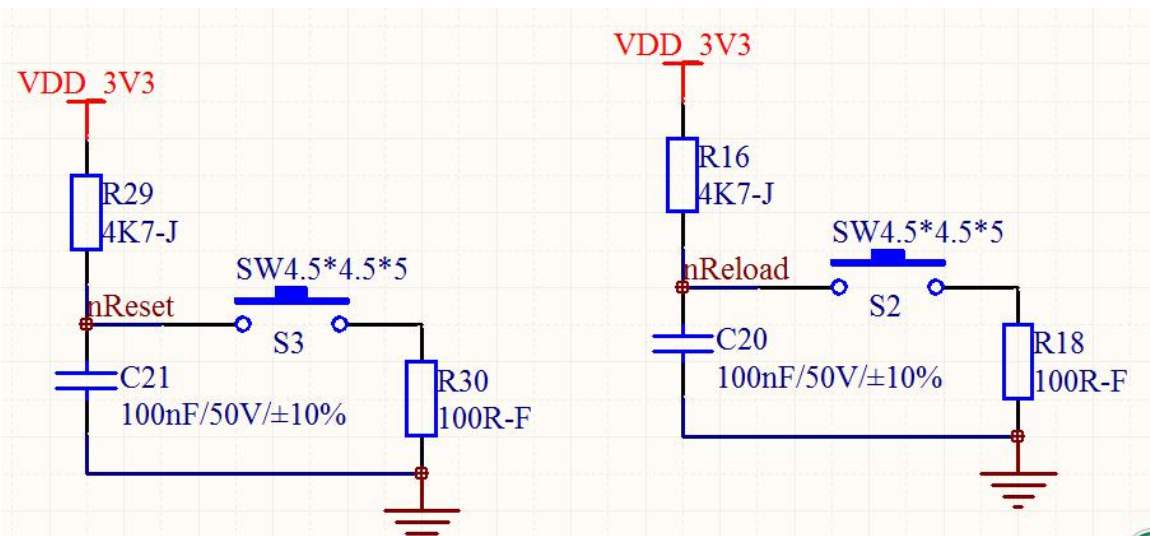 VDD_3V3
R29
4K7-J
SW4.5*4.5*5
nReset
S3
C21
100nF/50V/±10%
R30
100R-F
VDD_3V3
R16
4K7-J
SW4.5*4.5*5
nReload
S2
C20
100nF/50V/±10%
R18
100R-F